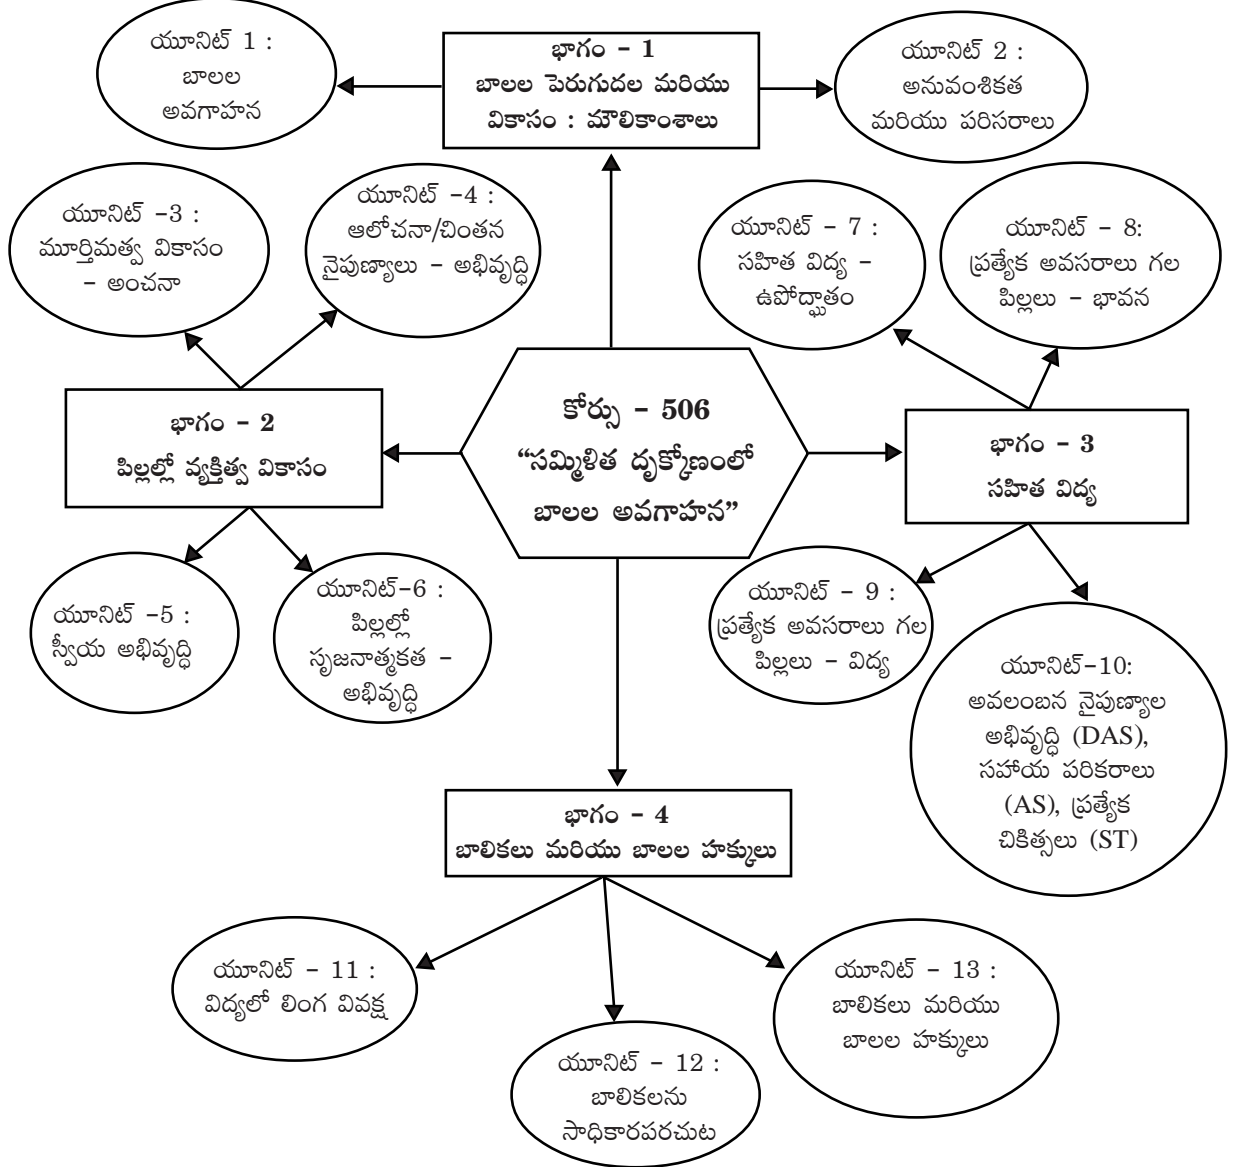 యూనిట్ 1 :
బాలల
అవగాహన
భాగం - 1
బాలల పెరుగుదల మరియు
వికాసం : మౌలికాంశాలు
యూనిట్ 2 :
అనువంశికత
మరియు పరిసరాలు
యూనిట్ -3 :
మూర్తిమత్వ వికాసం
- అంచనా
యూనిట్ -4 :
ఆలోచనా/చింతన
నైపుణ్యాలు - అభివృద్ధి
యూనిట్ - 7 :
సహిత విద్య -
ఉపోద్ఘాతం
యూనిట్ - 8:
ప్రత్యేక అవసరాలు గల
పిల్లలు - భావన
భాగం - 2
పిల్లల్లో వ్యక్తిత్వ వికాసం
కోర్సు - 506
“సమ్మిళిత దృక్కోణంలో
బాలల అవగాహన”
భాగం - 3
సహిత విద్య
యూనిట్ -5 :
స్వీయ అభివృద్ధి
యూనిట్-6 :
పిల్లల్లో
సృజనాత్మకత -
అభివృద్ధి
యూనిట్ - 9 :
ప్రత్యేక అవసరాలు గల
పిల్లలు - విద్య
యూనిట్-10:
అవలంబన నైపుణ్యాల
అభివృద్ధి (DAS),
సహాయ పరికరాలు
(AS), ప్రత్యేక
చికిత్సలు (ST)
భాగం - 4
బాలికలు మరియు బాలల హక్కులు
యూనిట్ - 11 :
విద్యలో లింగ వివక్ష
యూనిట్ - 12 :
బాలికలను
సాధికారపరచుట
యూనిట్ - 13 :
బాలికలు మరియు
బాలల హక్కులు